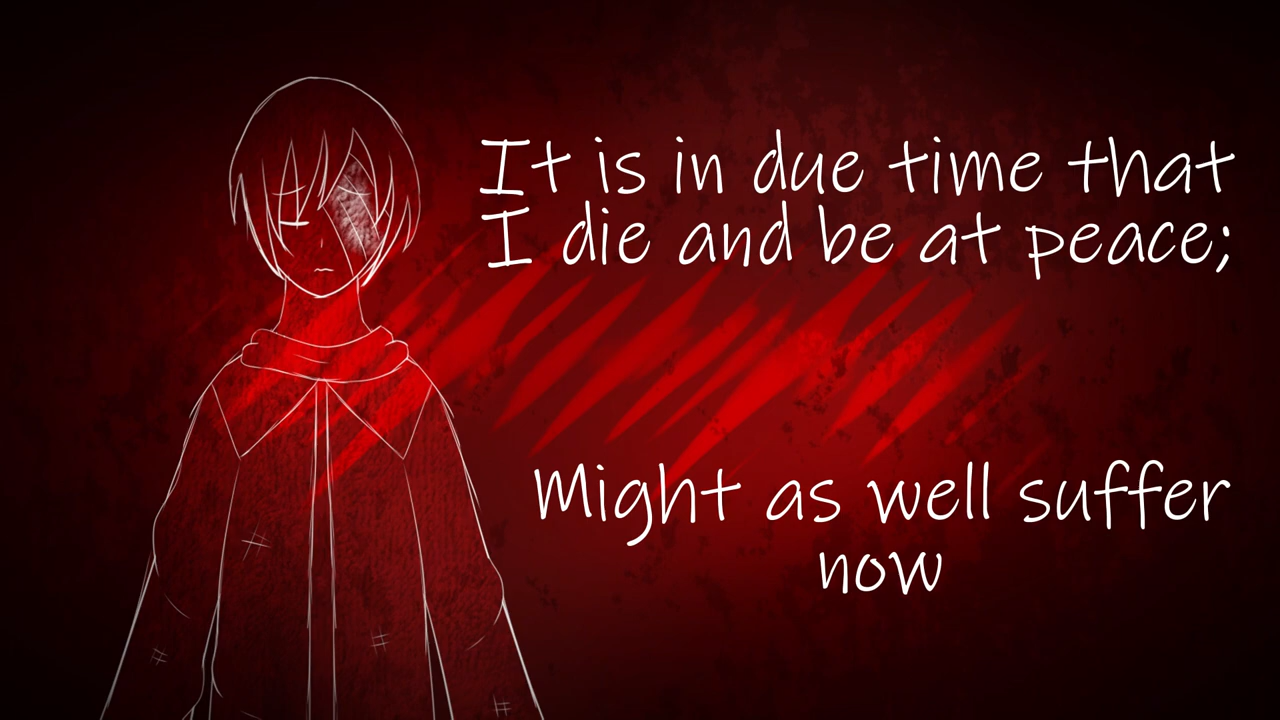 It is in due time that
I die and be at peace;
Might as well suffer
now